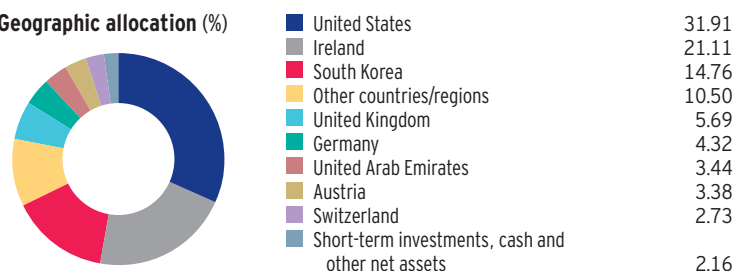 Geographic allocation (%)
United States 31.91
Ireland 21.11
South Korea 14.76
Other countries/regions 10.50
United Kingdom 5.69
Germany 4.32
United Arab Emirates 3.44
Austria 3.38
Switzerland 2.73
Short-term investments, cash and
other net assets 2.16